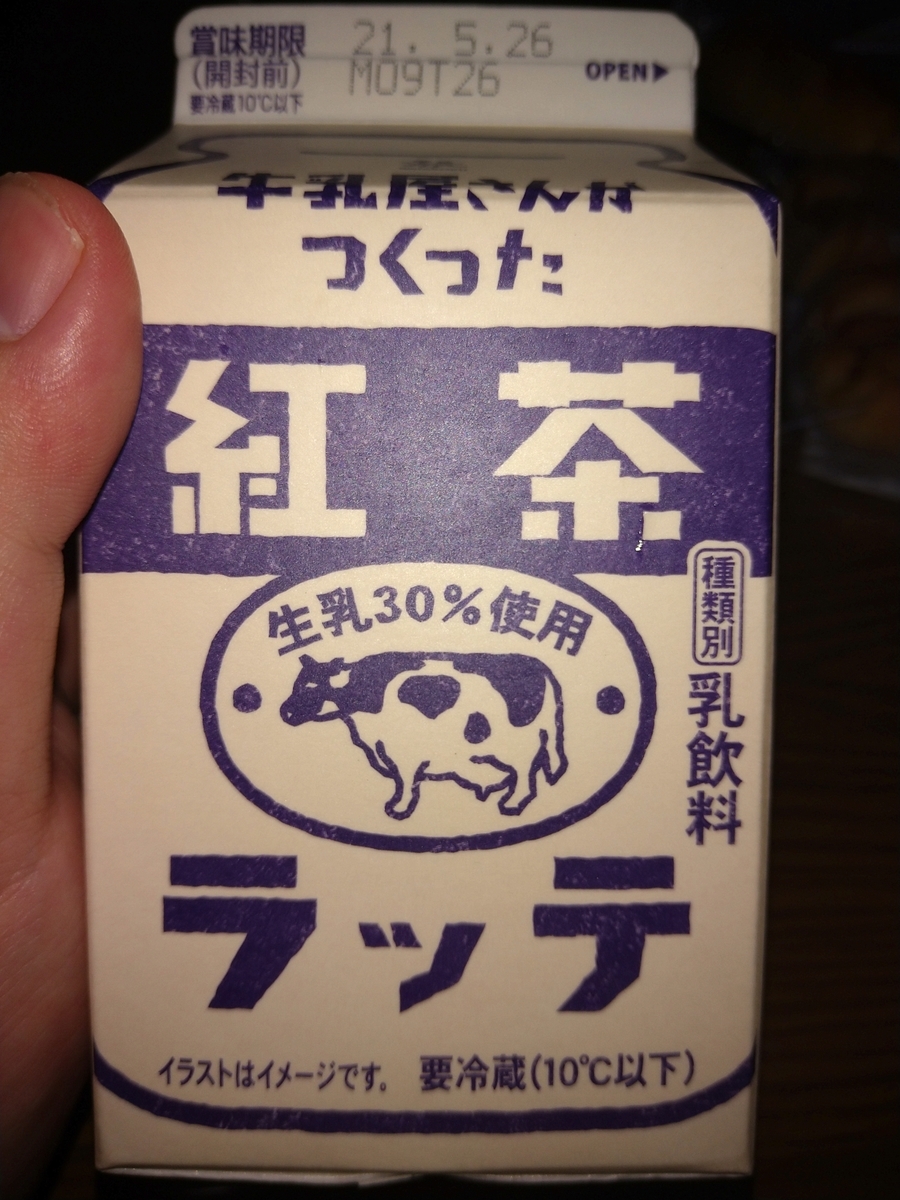 賞味期限 21. 5.26
(開封前) M09T26 OPEN▶
要冷蔵10℃以下
牛乳屋さんが
つくった
紅茶
生乳30%使用
種類別
乳飲料
ラッテ
イラストはイメージです。 要冷蔵(10℃以下)